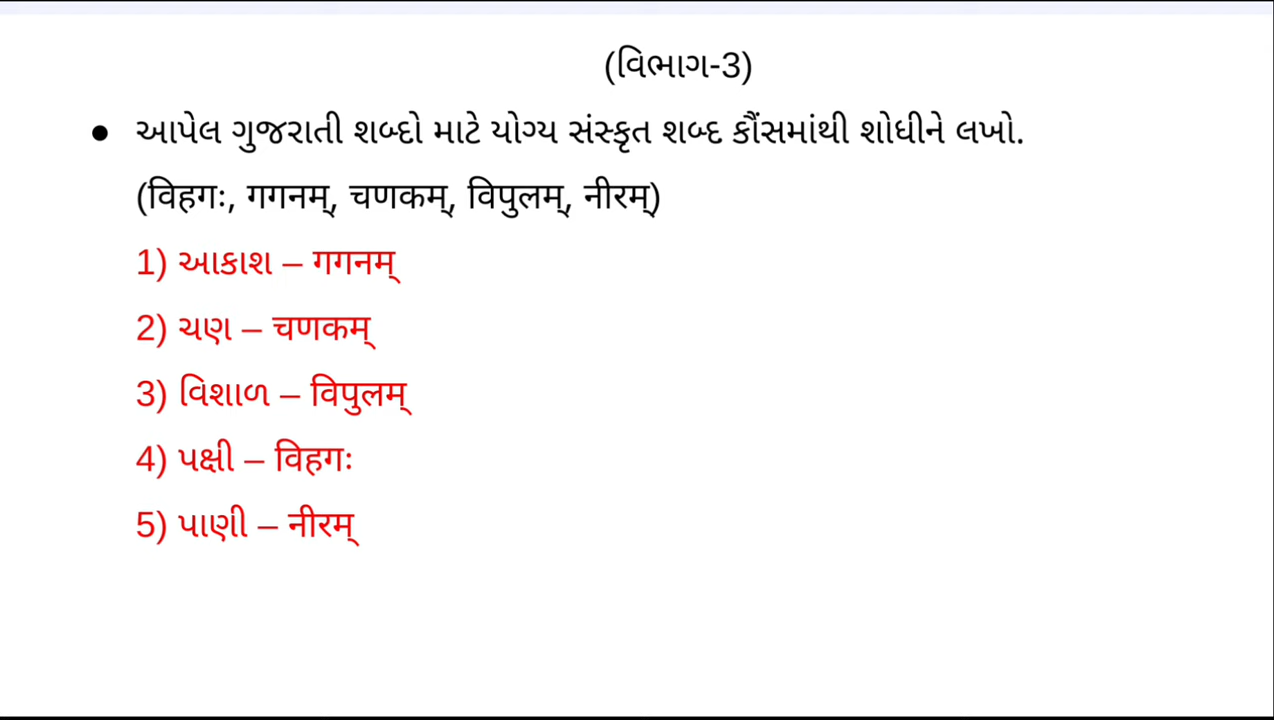 (વિભાગ-3)
● આપેલ ગુજરાતી શબ્દો માટે યોગ્ય સંસ્કૃત શબ્દ કૌંસમાંથી શોધીને લખો.
(विहगः, गगनम्, चणकम्, विपुलम्, नीरम्)
1) આકાશ – गगनम्
2) ચણ – चणकम्
3) વિશાળ – विपुलम्
4) પક્ષી – विहगः
5) પાણી – नीरम्